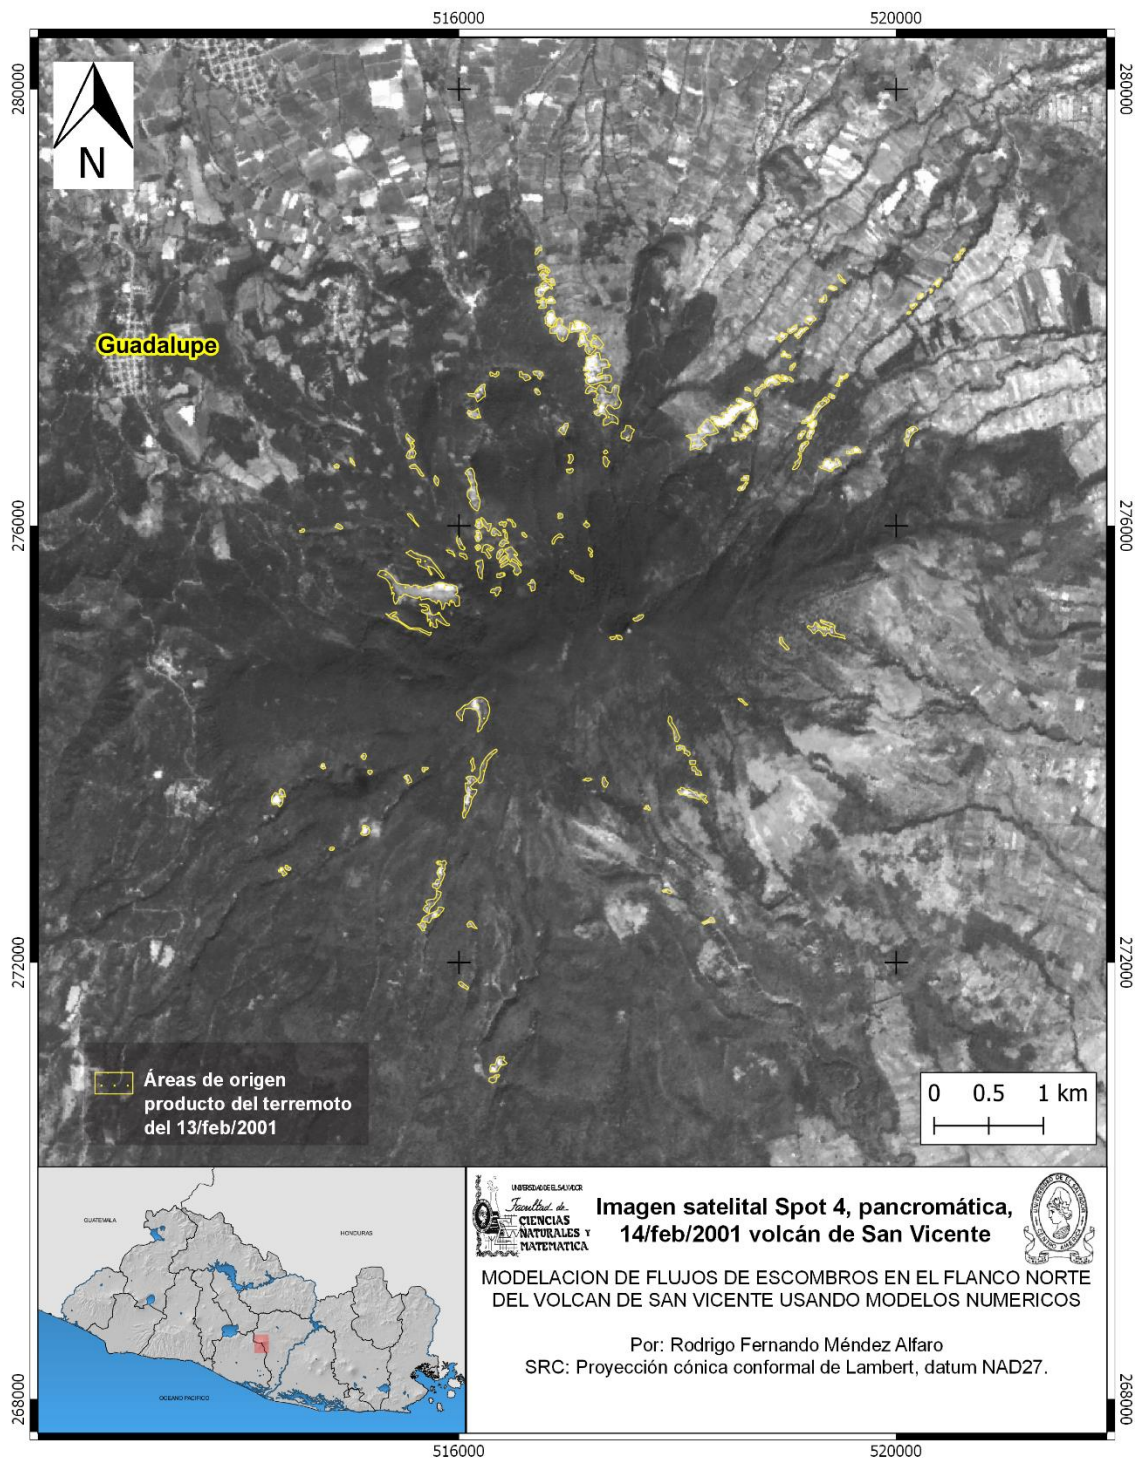 516000
520000
280000
280000
N
Guadalupe
276000
276000
272000
272000
Áreas de origen
producto del terremoto
del 13/feb/2001
0 0.5 1 km
GUATEMALA
HONDURAS
OCEANO PACIFICO
UNIVERSIDAD DE EL SALVADOR
Facultad de
CIENCIAS
NATURALES Y
MATEMATICA
Imagen satelital Spot 4, pancromática,
14/feb/2001 volcán de San Vicente
MODELACION DE FLUJOS DE ESCOMBROS EN EL FLANCO NORTE
DEL VOLCAN DE SAN VICENTE USANDO MODELOS NUMERICOS
Por: Rodrigo Fernando Méndez Alfaro
SRC: Proyección cónica conformal de Lambert, datum NAD27.
268000
268000
516000
520000